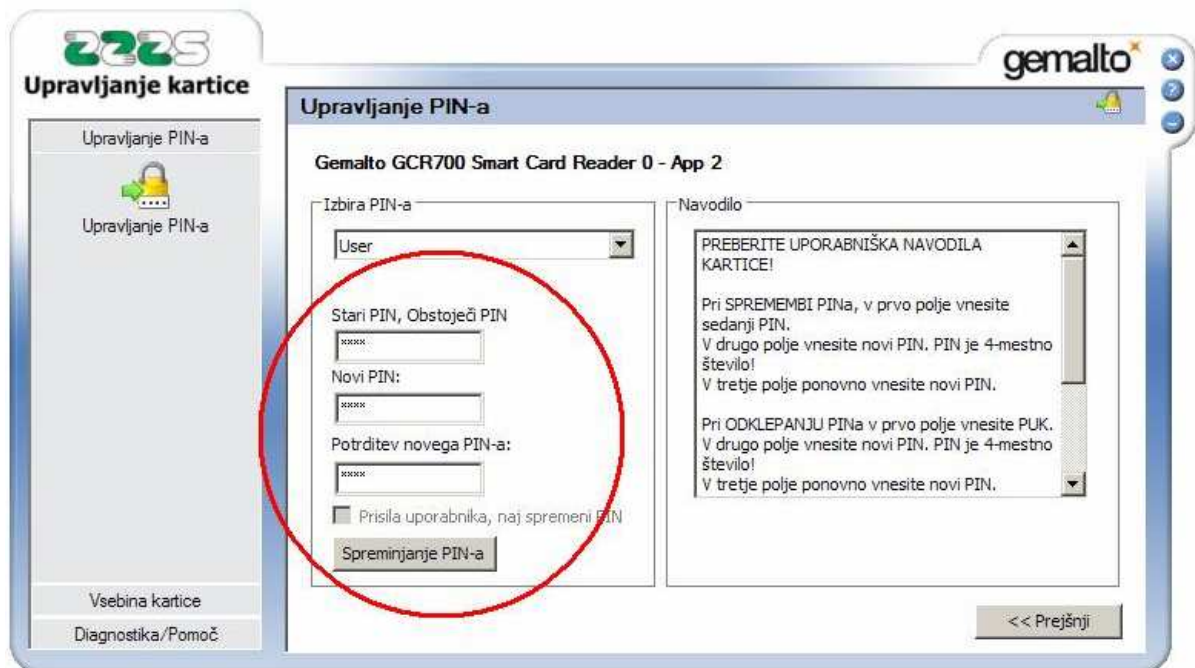 zzzs
Upravljanje kartice
gemalto
Upravljanje PIN-a
Upravljanje PIN-a
Upravljanje PIN-a
Vsebina kartice
Diagnostika/Pomoč
Gemalto GCR700 Smart Card Reader 0 - App 2
Izbira PIN-a
User
Stari PIN, Obstoječi PIN
****
Novi PIN:
****
Potrditev novega PIN-a:
****
Prisila uporabnika, naj spremeni PIN
Spreminjanje PIN-a
Navodilo
PREBERITE UPORABNIŠKA NAVODILA
KARTICE!
Pri SPREMEMBI PINa, v prvo polje vnesite
sedanji PIN.
V drugo polje vnesite novi PIN. PIN je 4-mestno
število!
V tretje polje ponovno vnesite novi PIN.
Pri ODKLEPANJU PINa v prvo polje vnesite PUK.
V drugo polje vnesite novi PIN. PIN je 4-mestno
število!
V tretje polje ponovno vnesite novi PIN.
<< Prejšnji